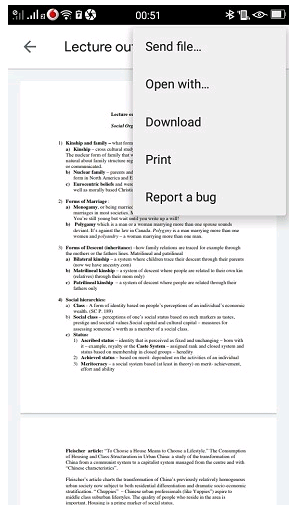 00:51
Lecture ou
Send file...
Open with...
Download
Print
Report a bug
Lecture ou
Social Org
1) Kinship and family – what form
a) Kinship – cross cultural stud
The nuclear form of family that w
natural about family structure
or communicated.
b) Nuclear family – parents and
form in North America and E
c) Eurocentric beliefs and
well as morally based Christi
2) Forms of Marriage:
a) Monogamy, or being marrie
marriages in most societies.
You're still young but wait until you write up a will!
b) Polygamy which is a man or a woman marrying more than one spouse sounds
deviant. It's against the law in Canada. Polygyny is a man marrying more than one
women and polyandry – a woman marrying more than one man.
3) Forms of Descent (inheritance) – how family relations are traced for example through
the mothers or the fathers lines. Matrilineal and patrilineal
a) Bilateral kinship – a system where children trace their descent through their parents
(now we have ancestry.com)
b) Matrilineal kinship – a system of descent where people are related to their own kin
(relatives) through their mom only)
c) Patrilineal kinship – a system of descent where people are related through their
fathers only
4) Social hierarchies:
a) Class – A form of identity based on people's perceptions of an individual's economic
wealth. (SC P. 189)
b) Social class – perceptions of one's social status based on such markers as tastes,
prestige and societal values Social capital and cultural capital – measures for
assessing someone's worth as a member of a social class.
c) Status:
1) Ascribed status – identity that is perceived as fixed and unchanging – born with
it – example, royalty or the Caste System – assigned rank and closed system and
status based on membership in closed groups – heredity
2) Achieved status – based on merit dependent on the activities of an individual
3) Meritocracy – a social system based (at least in theory) on merit- achievement,
effort and ability
Fleischer article: "To Choose a House Means to Choose a Lifestyle." The Consumption
of Housing and Class Structuration in Urban China: a study of the transformation of
China from a communist system to a capitalist system managed from the centre and with
"Chinese characteristics".
Fleischer's article charts the transformation of China's previously relatively homogenous
urban society now subject to both residential differentiation and dramatic socio economic
stratification. "Chuppies" – Chinese urban professionals (like Yuppies) aspire to
middle class suburban lifestyles. The quality of people who reside in the area is
important. Housing is a prime marker of social status.